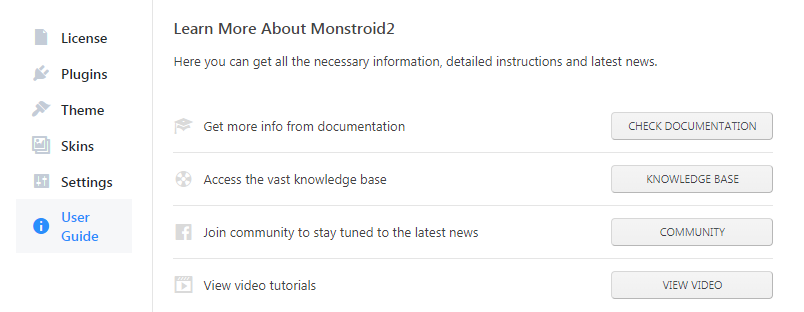 License
Plugins
Theme
Skins
Settings
User
Guide
Learn More About Monstroid2
Here you can get all the necessary information, detailed instructions and latest news.
Get more info from documentation
CHECK DOCUMENTATION
Access the vast knowledge base
KNOWLEDGE BASE
Join community to stay tuned to the latest news
COMMUNITY
View video tutorials
VIEW VIDEO